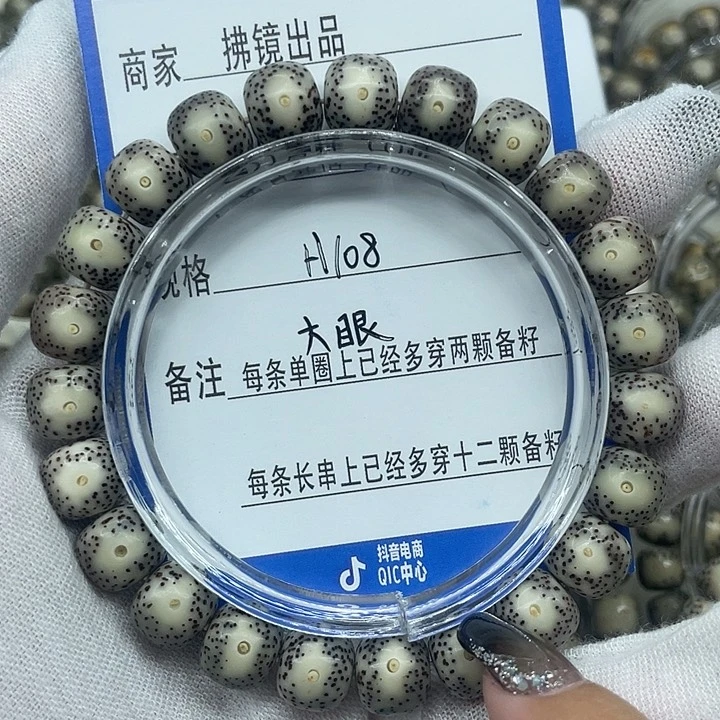 商家 拂镜出品
规格 H108
大眼
备注 每条单圈上已经多穿两颗备籽
每条长串上已经多穿十二颗备籽
抖音电商
QIC中心